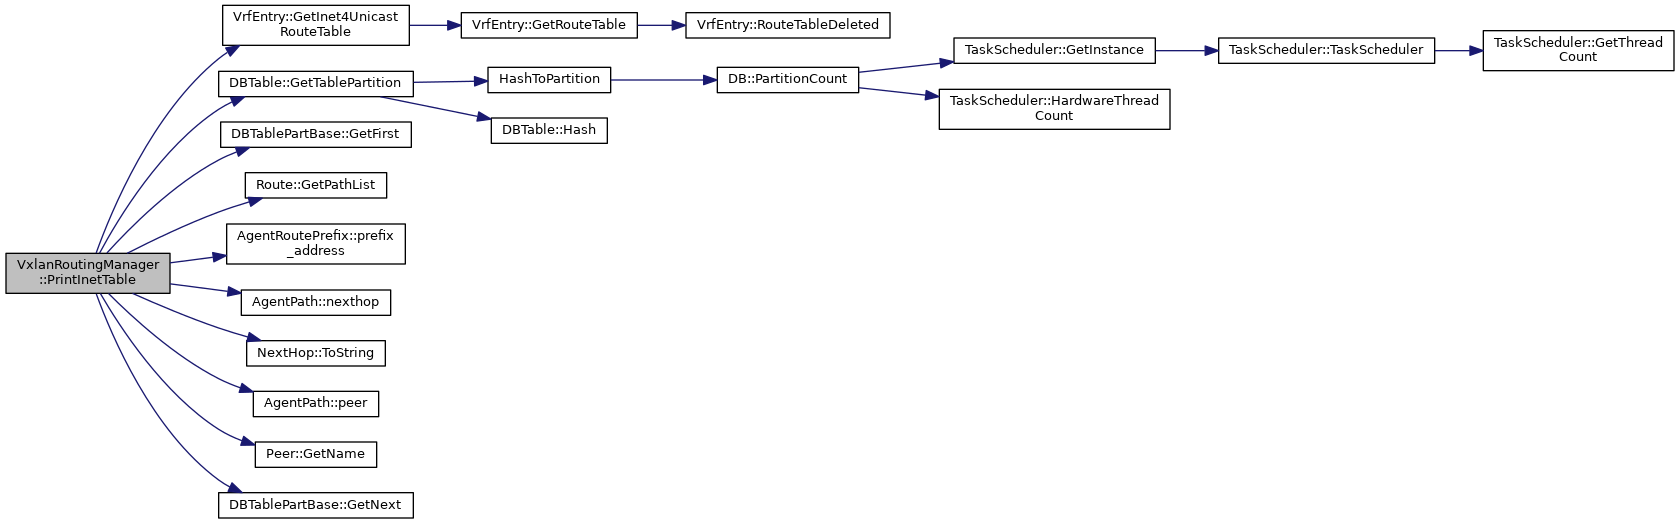 VrfEntry::GetInet4Unicast
RouteTable
VrfEntry::GetRouteTable
VrfEntry::RouteTableDeleted
TaskScheduler::GetInstance
TaskScheduler::TaskScheduler
TaskScheduler::GetThread
Count
DBTable::GetTablePartition
HashToPartition
DB::PartitionCount
TaskScheduler::HardwareThread
Count
DBTablePartBase::GetFirst
DBTable::Hash
Route::GetPathList
AgentRoutePrefix::prefix
_address
VxlanRoutingManager
::PrintInetTable
AgentPath::nexthop
NextHop::ToString
AgentPath::peer
Peer::GetName
DBTablePartBase::GetNext